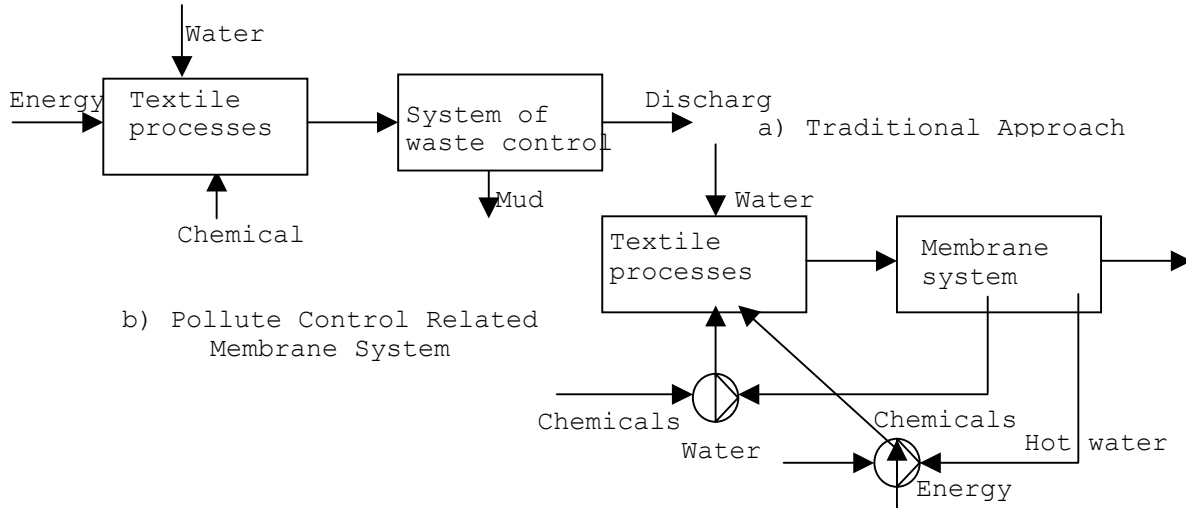 Water
Energy
Textile
processes
System of
waste control
Discharg
a) Traditional Approach
Mud
Chemical
Water
Textile
processes
Membrane
system
b) Pollute Control Related
Membrane System
Chemicals
Chemicals
Water
Hot water
Energy